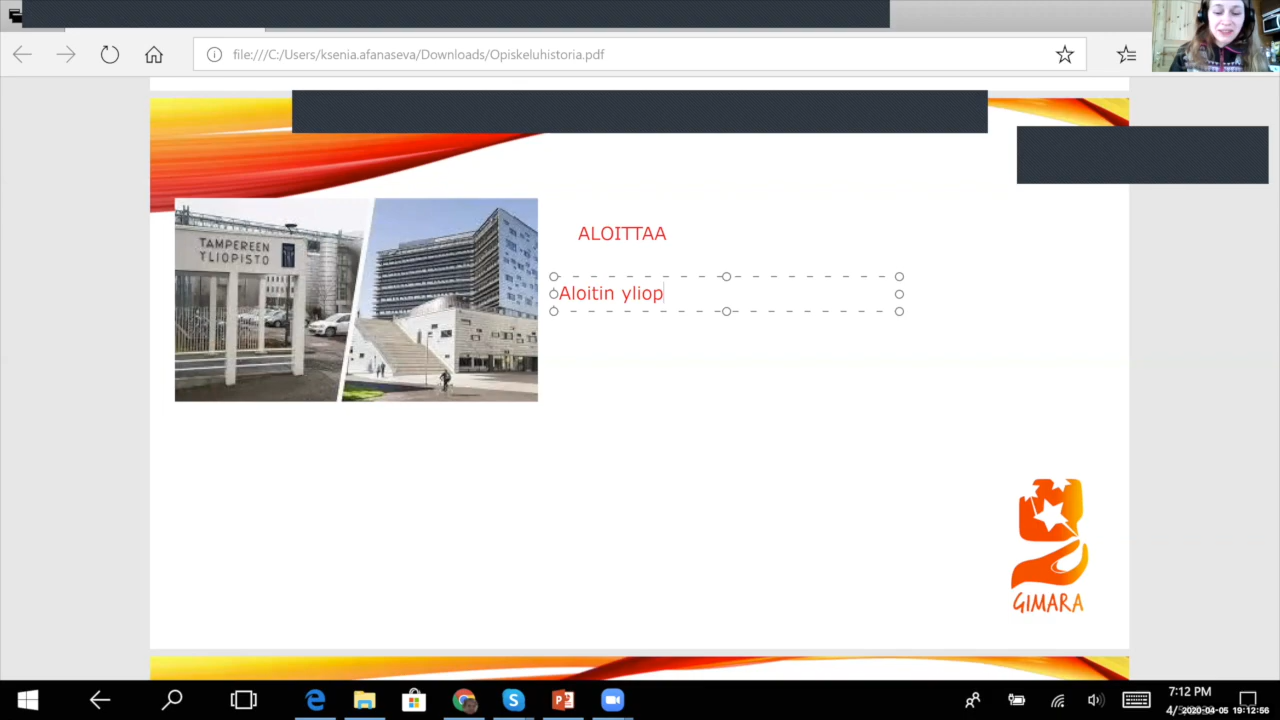 file:///C:/Users/ksenia.afanaseva/Downloads/Opiskeluhistoria.pdf
TAMPEREEN
YLIOPISTO
ALOITTAA
Aloitin yliop
GIMARA
7:12 PM
2020-04-05 19:12:56